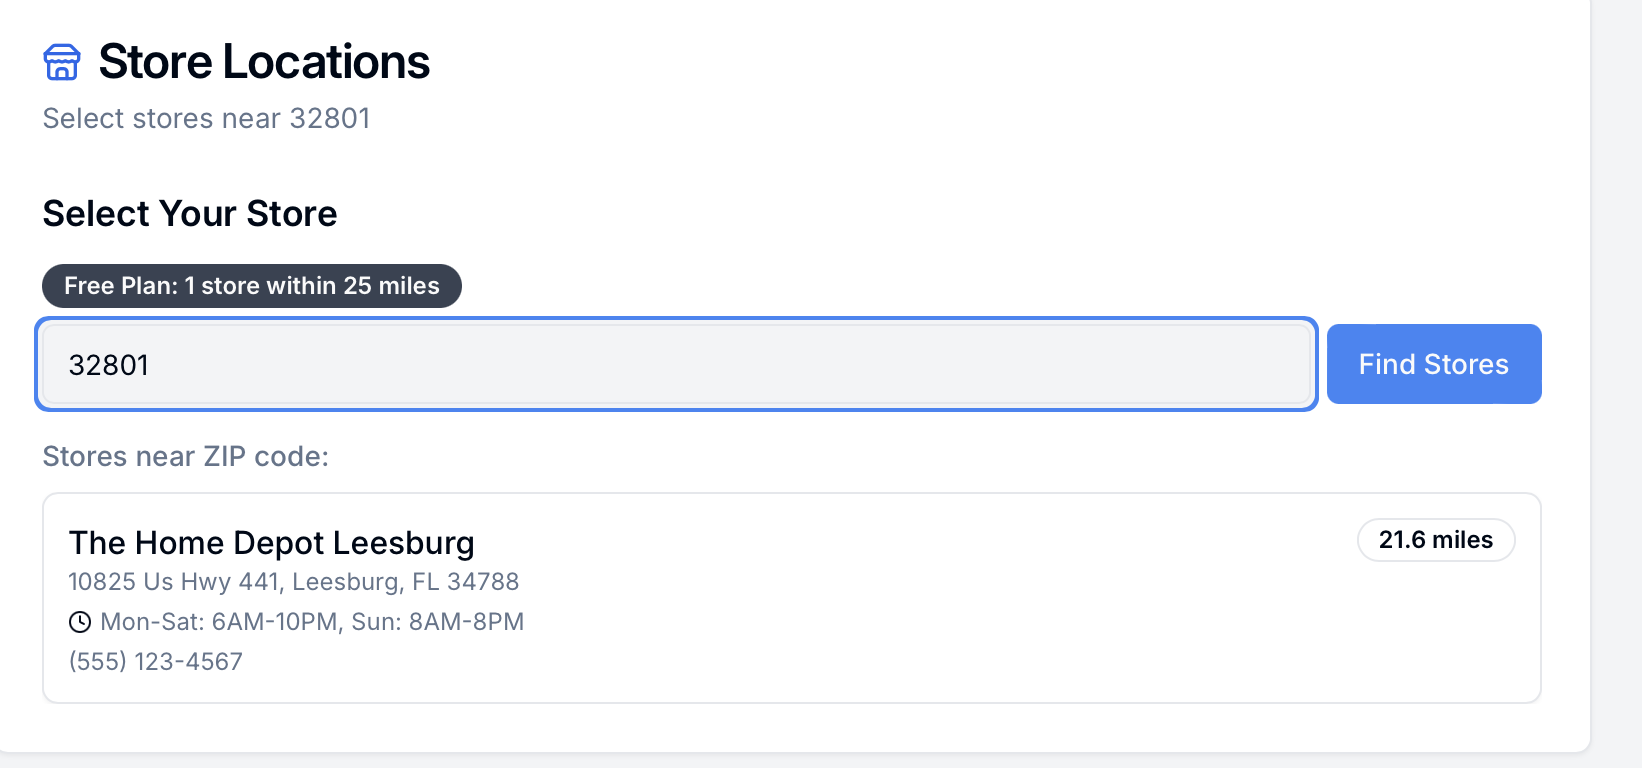 Store Locations
Select stores near 32801
Select Your Store
Free Plan: 1 store within 25 miles
32801
Find Stores
Stores near ZIP code:
The Home Depot Leesburg
21.6 miles
10825 Us Hwy 441, Leesburg, FL 34788
Mon-Sat: 6AM-10PM, Sun: 8AM-8PM
(555) 123-4567